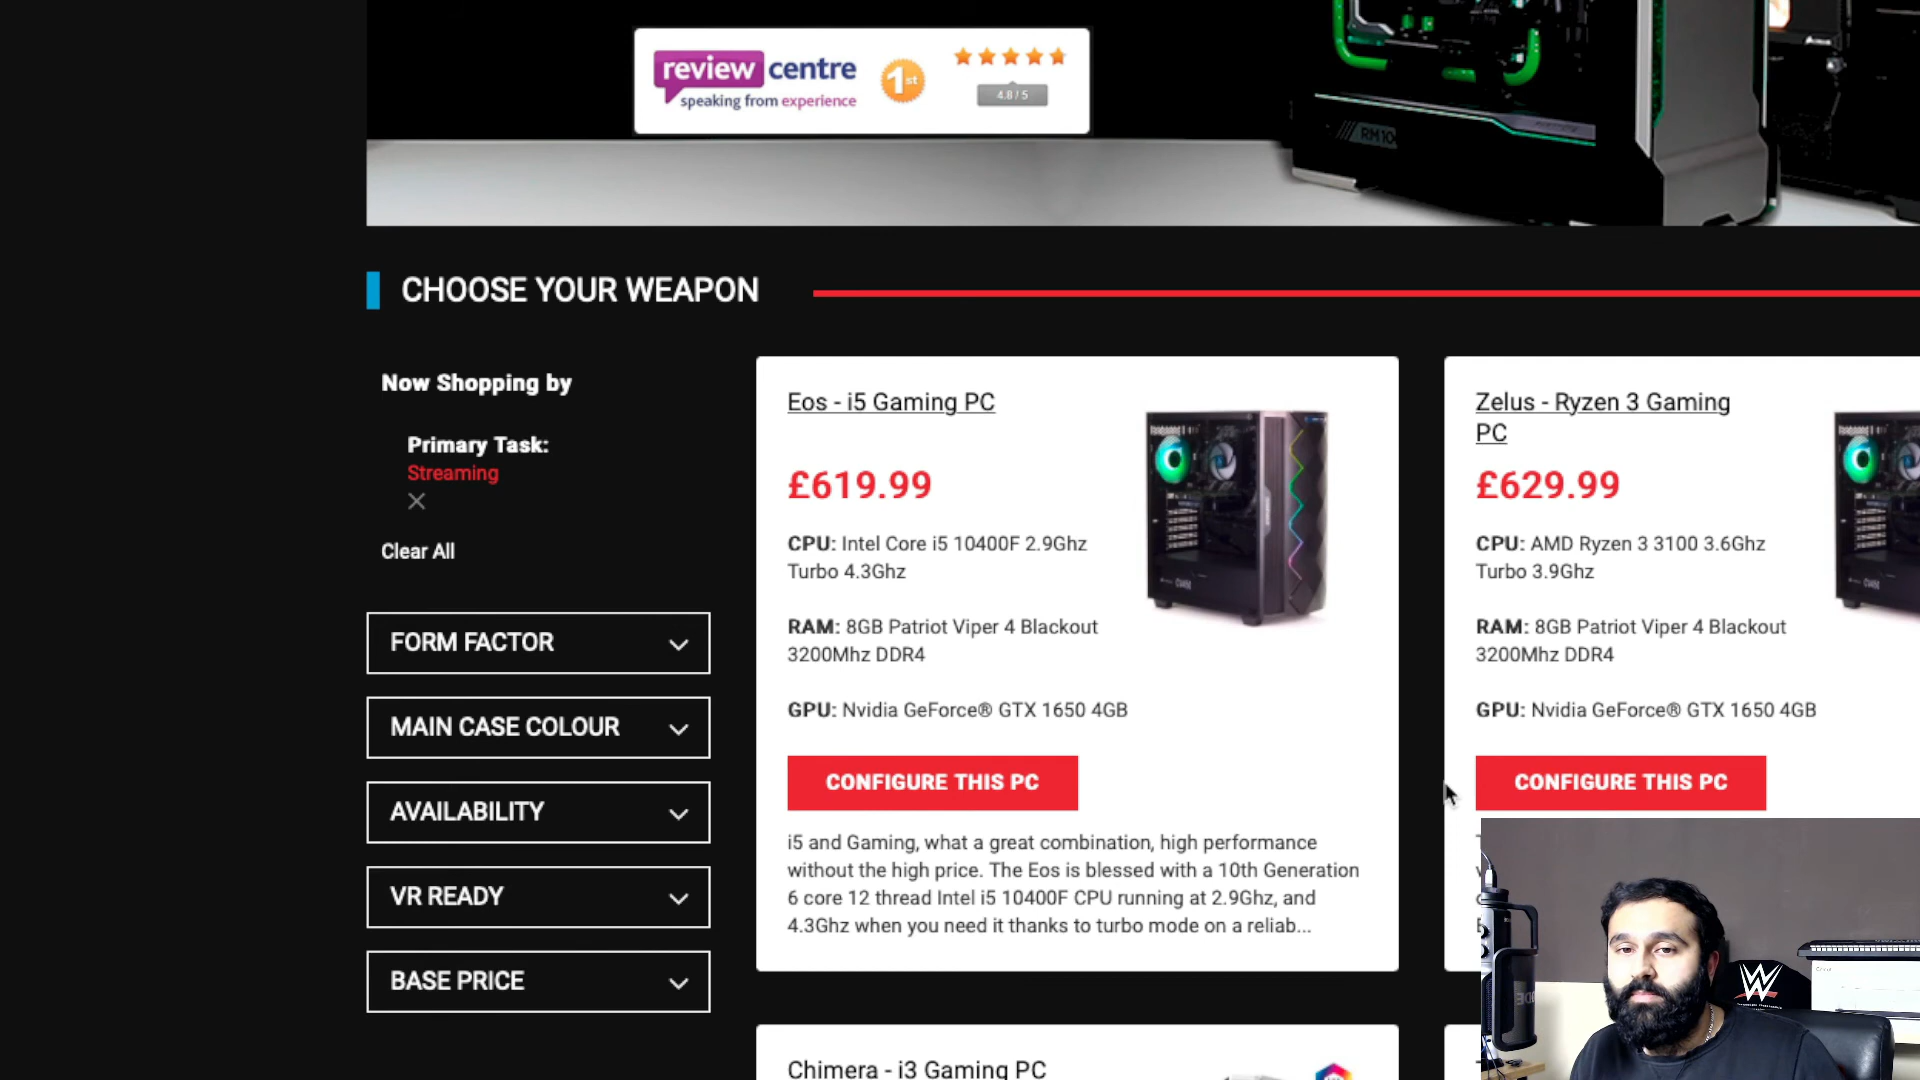 review centre
speaking from experience
1st
4.8 / 5
RM10
CHOOSE YOUR WEAPON
Now Shopping by
Primary Task:
Streaming
Clear All
FORM FACTOR
MAIN CASE COLOUR
AVAILABILITY
VR READY
BASE PRICE
Eos - i5 Gaming PC
£619.99
CPU: Intel Core i5 10400F 2.9Ghz
Turbo 4.3Ghz
RAM: 8GB Patriot Viper 4 Blackout
3200Mhz DDR4
GPU: Nvidia GeForce® GTX 1650 4GB
CONFIGURE THIS PC
i5 and Gaming, what a great combination, high performance
without the high price. The Eos is blessed with a 10th Generation
6 core 12 thread Intel i5 10400F CPU running at 2.9Ghz, and
4.3Ghz when you need it thanks to turbo mode on a reliab...
Zelus - Ryzen 3 Gaming
PC
£629.99
CPU: AMD Ryzen 3 3100 3.6Ghz
Turbo 3.9Ghz
RAM: 8GB Patriot Viper 4 Blackout
3200Mhz DDR4
GPU: Nvidia GeForce® GTX 1650 4GB
CONFIGURE THIS PC
Chimera - i3 Gaming PC